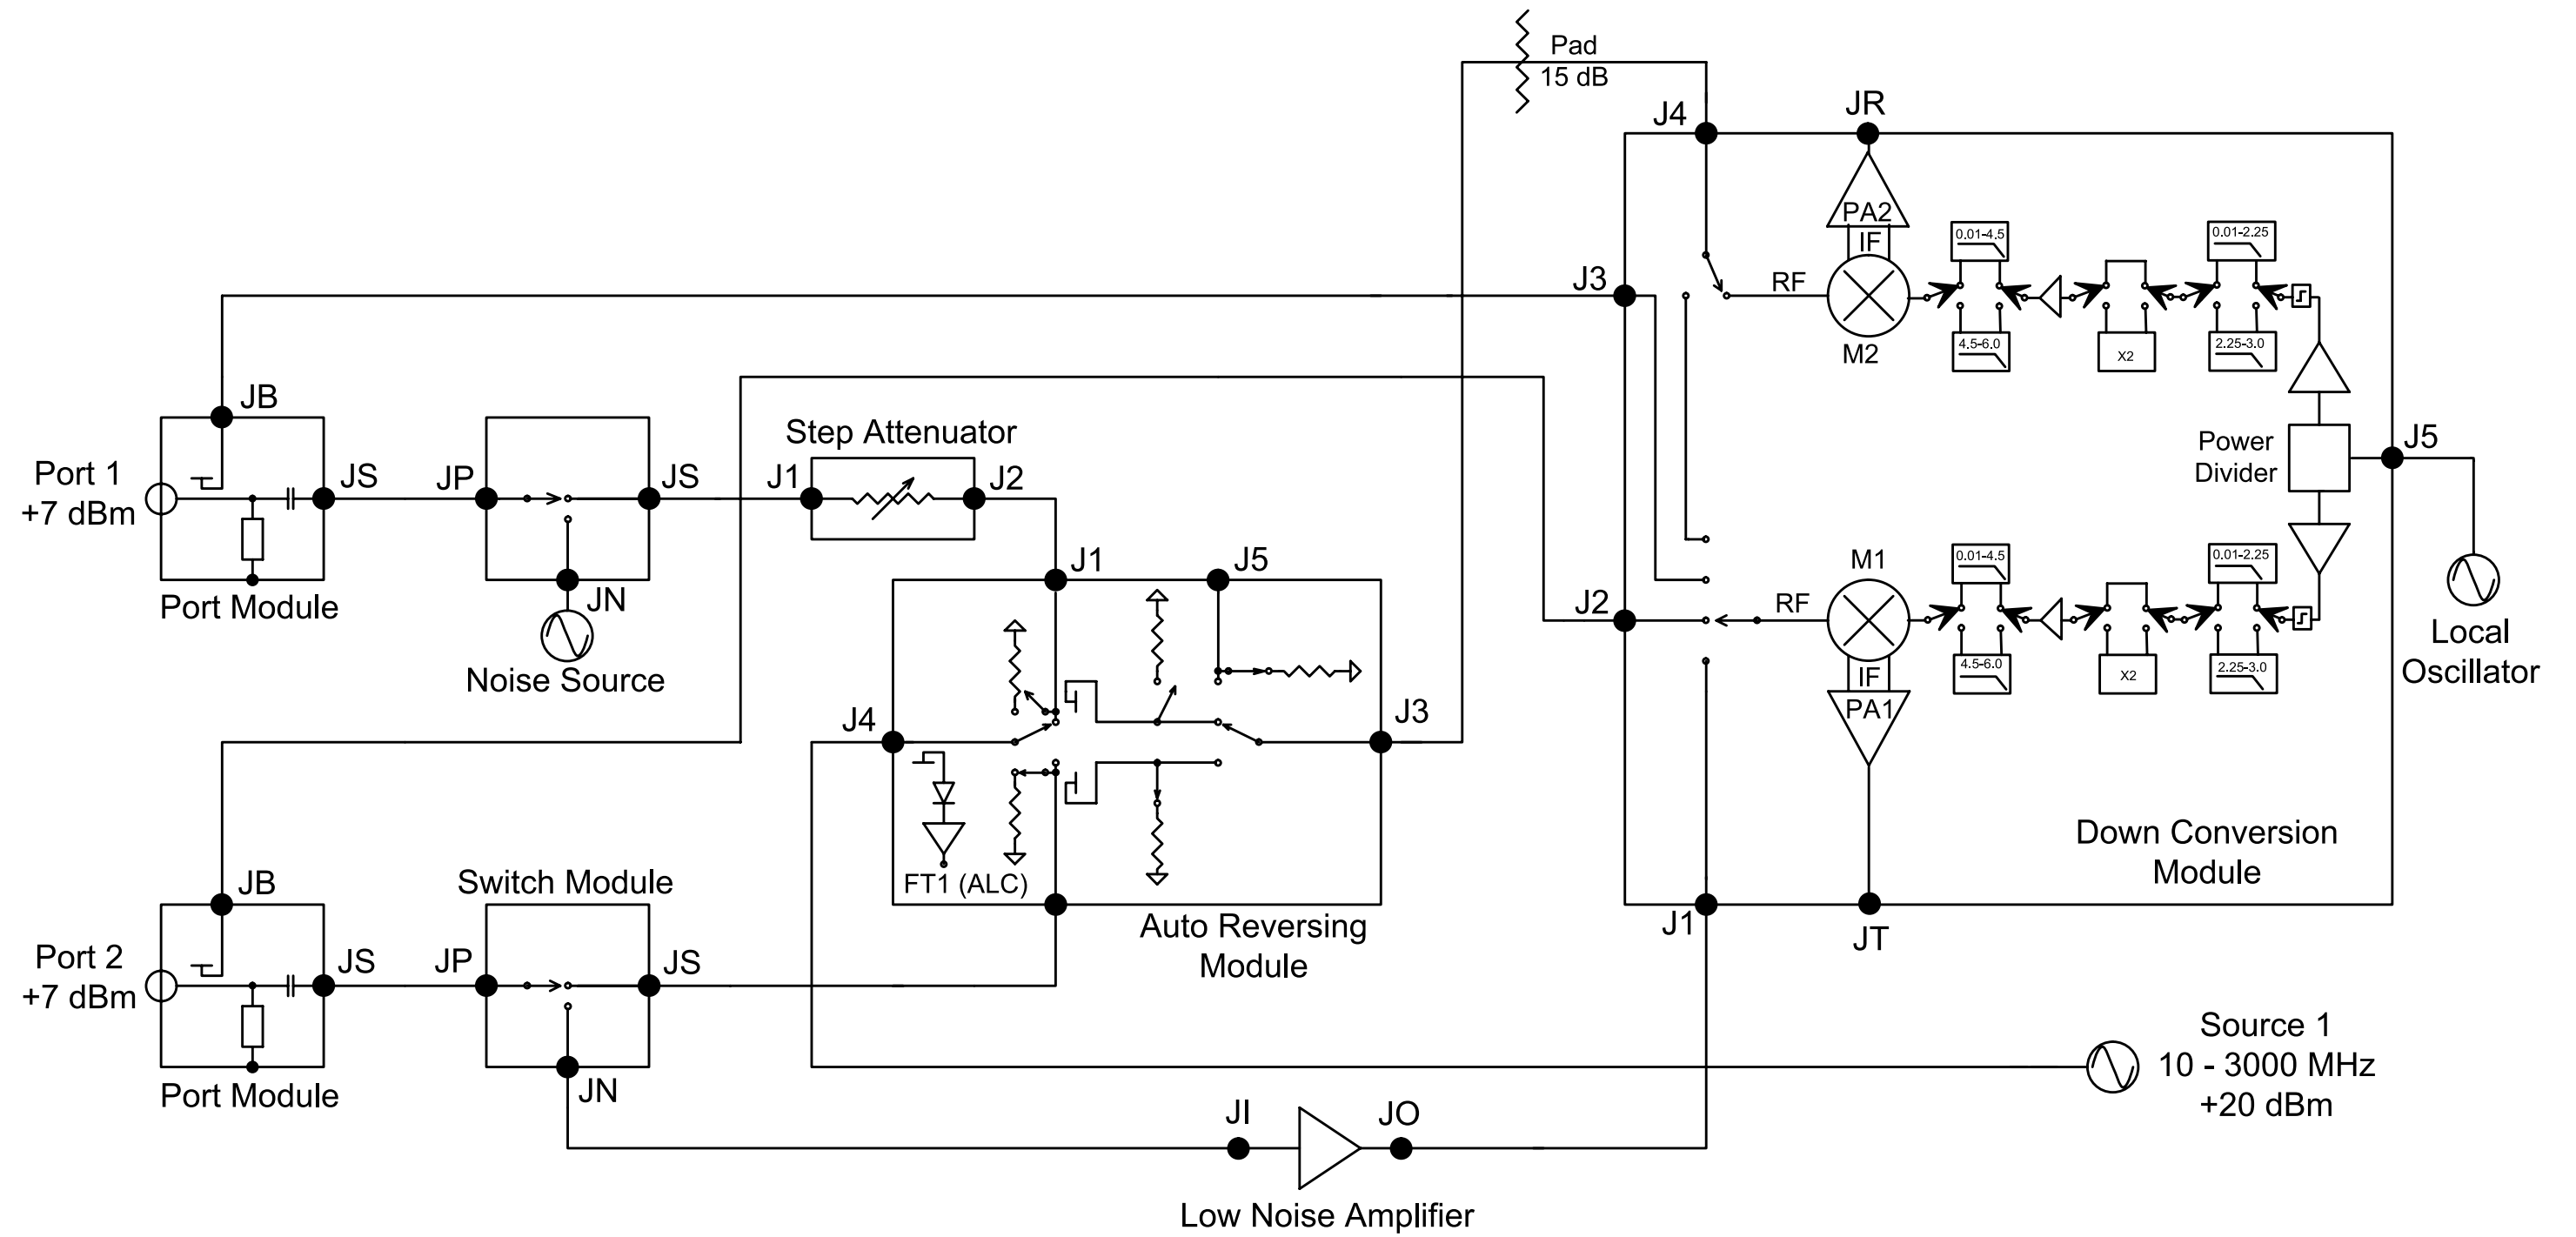 Pad
15 dB
J4
JR
PA2
IF
0.01-4.5
0.01-2.25
J3
RF
M2
4.5-6.0
X2
2.25-3.0
JB
Port 1
+7 dBm
JS
JP
JS
Step Attenuator
J1
J2
Port Module
JN
Noise Source
Power
Divider
J5
Local
Oscillator
J1
J5
J2
RF
M1
IF
PA1
0.01-4.5
0.01-2.25
4.5-6.0
X2
2.25-3.0
J4
J3
FT1 (ALC)
Auto Reversing
Module
Down Conversion
Module
J1
JT
JB
Switch Module
Port 2
+7 dBm
JS
JP
JS
Port Module
JN
Source 1
10 - 3000 MHz
+20 dBm
JI
JO
Low Noise Amplifier